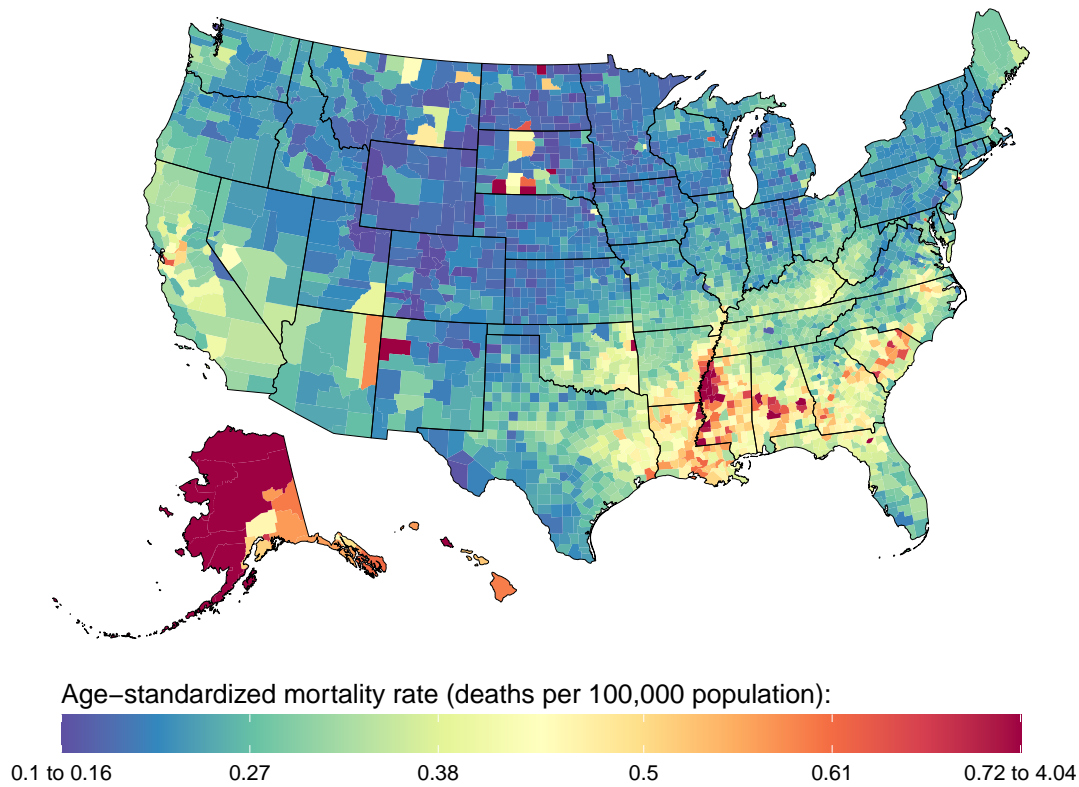 Age−standardized mortality rate (deaths per 100,000 population):
0.1 to 0.16 0.27 0.38 0.5 0.61 0.72 to 4.04